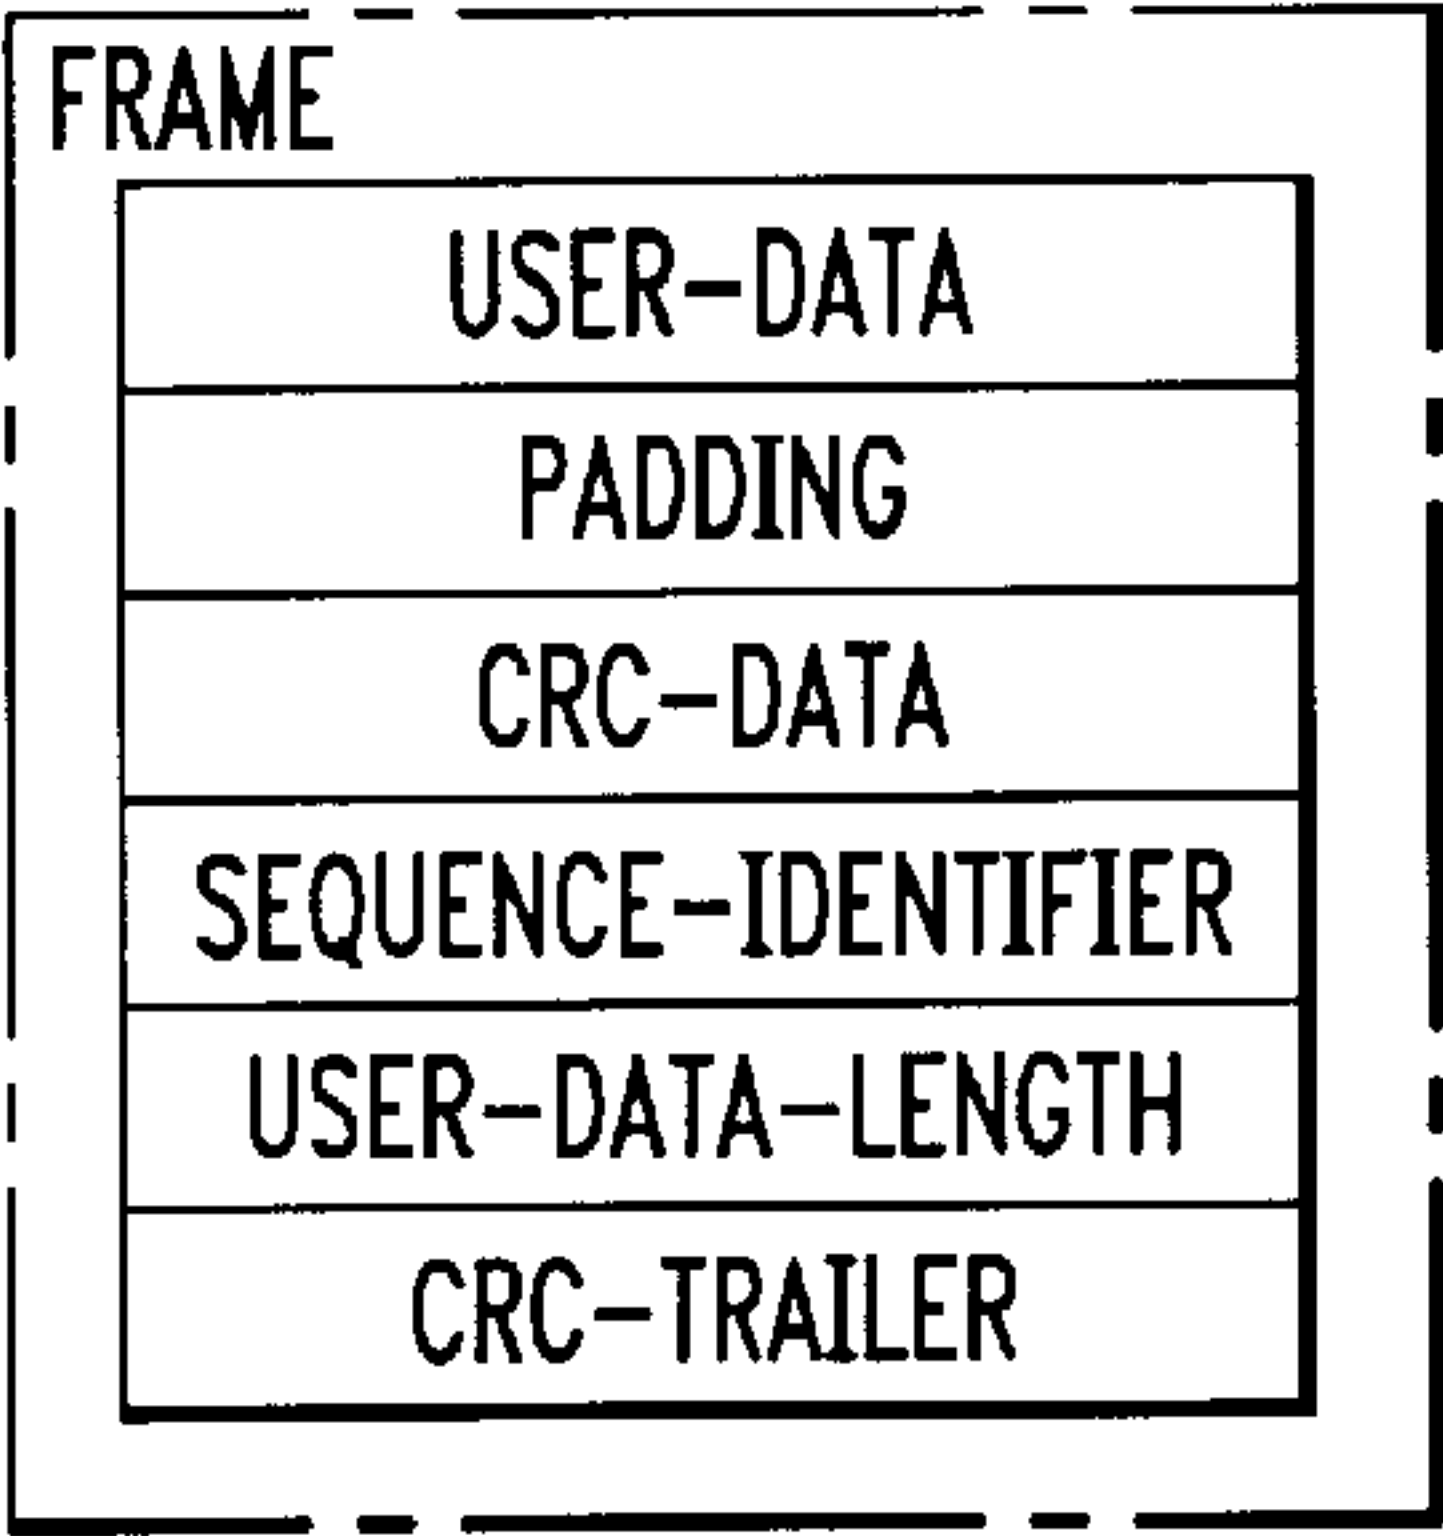 FRAME
USER-DATA
PADDING
CRC-DATA
SEQUENCE-IDENTIFIER
USER-DATA-LENGTH
CRC-TRAILER